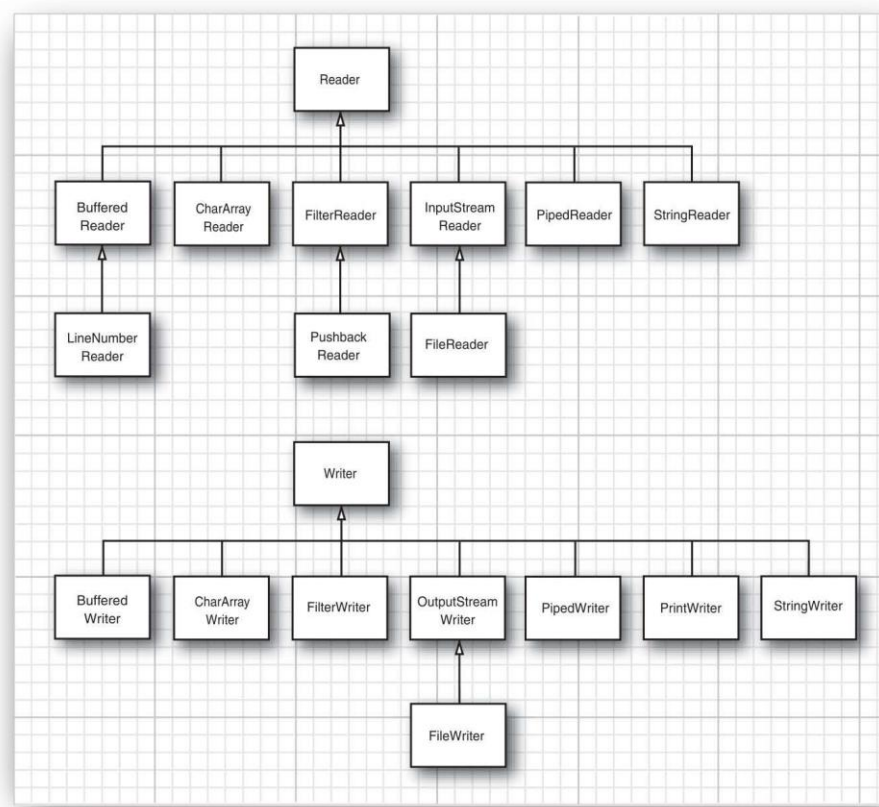 Reader
Buffered
Reader
CharArray
Reader
FilterReader
InputStream
Reader
PipedReader
StringReader
LineNumber
Reader
Pushback
Reader
FileReader
Writer
Buffered
Writer
CharArray
Writer
FilterWriter
OutputStream
Writer
PipedWriter
PrintWriter
StringWriter
FileWriter